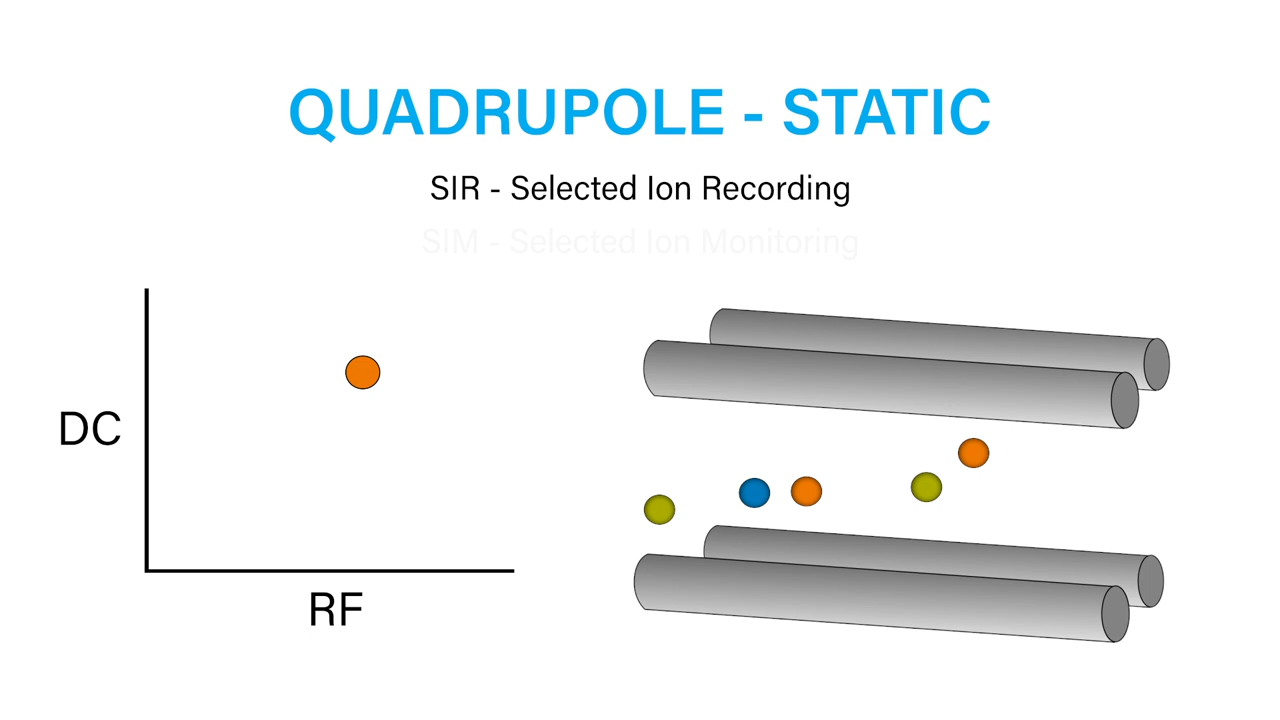 QUADRUPOLE - STATIC
SIR - Selected Ion Recording
SIM - Selected Ion Monitoring
DC
RF